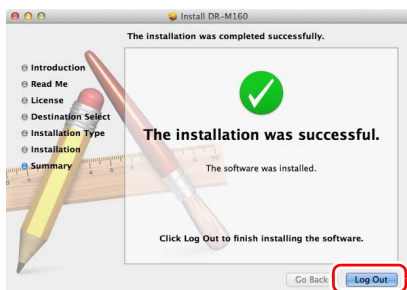 Install DR-M160
The installation was completed successfully.
Introduction
Read Me
License
Destination Select
Installation Type
Installation
Summary
The installation was successful.
The software was installed.
Click Log Out to finish installing the software.
Go Back
Log Out